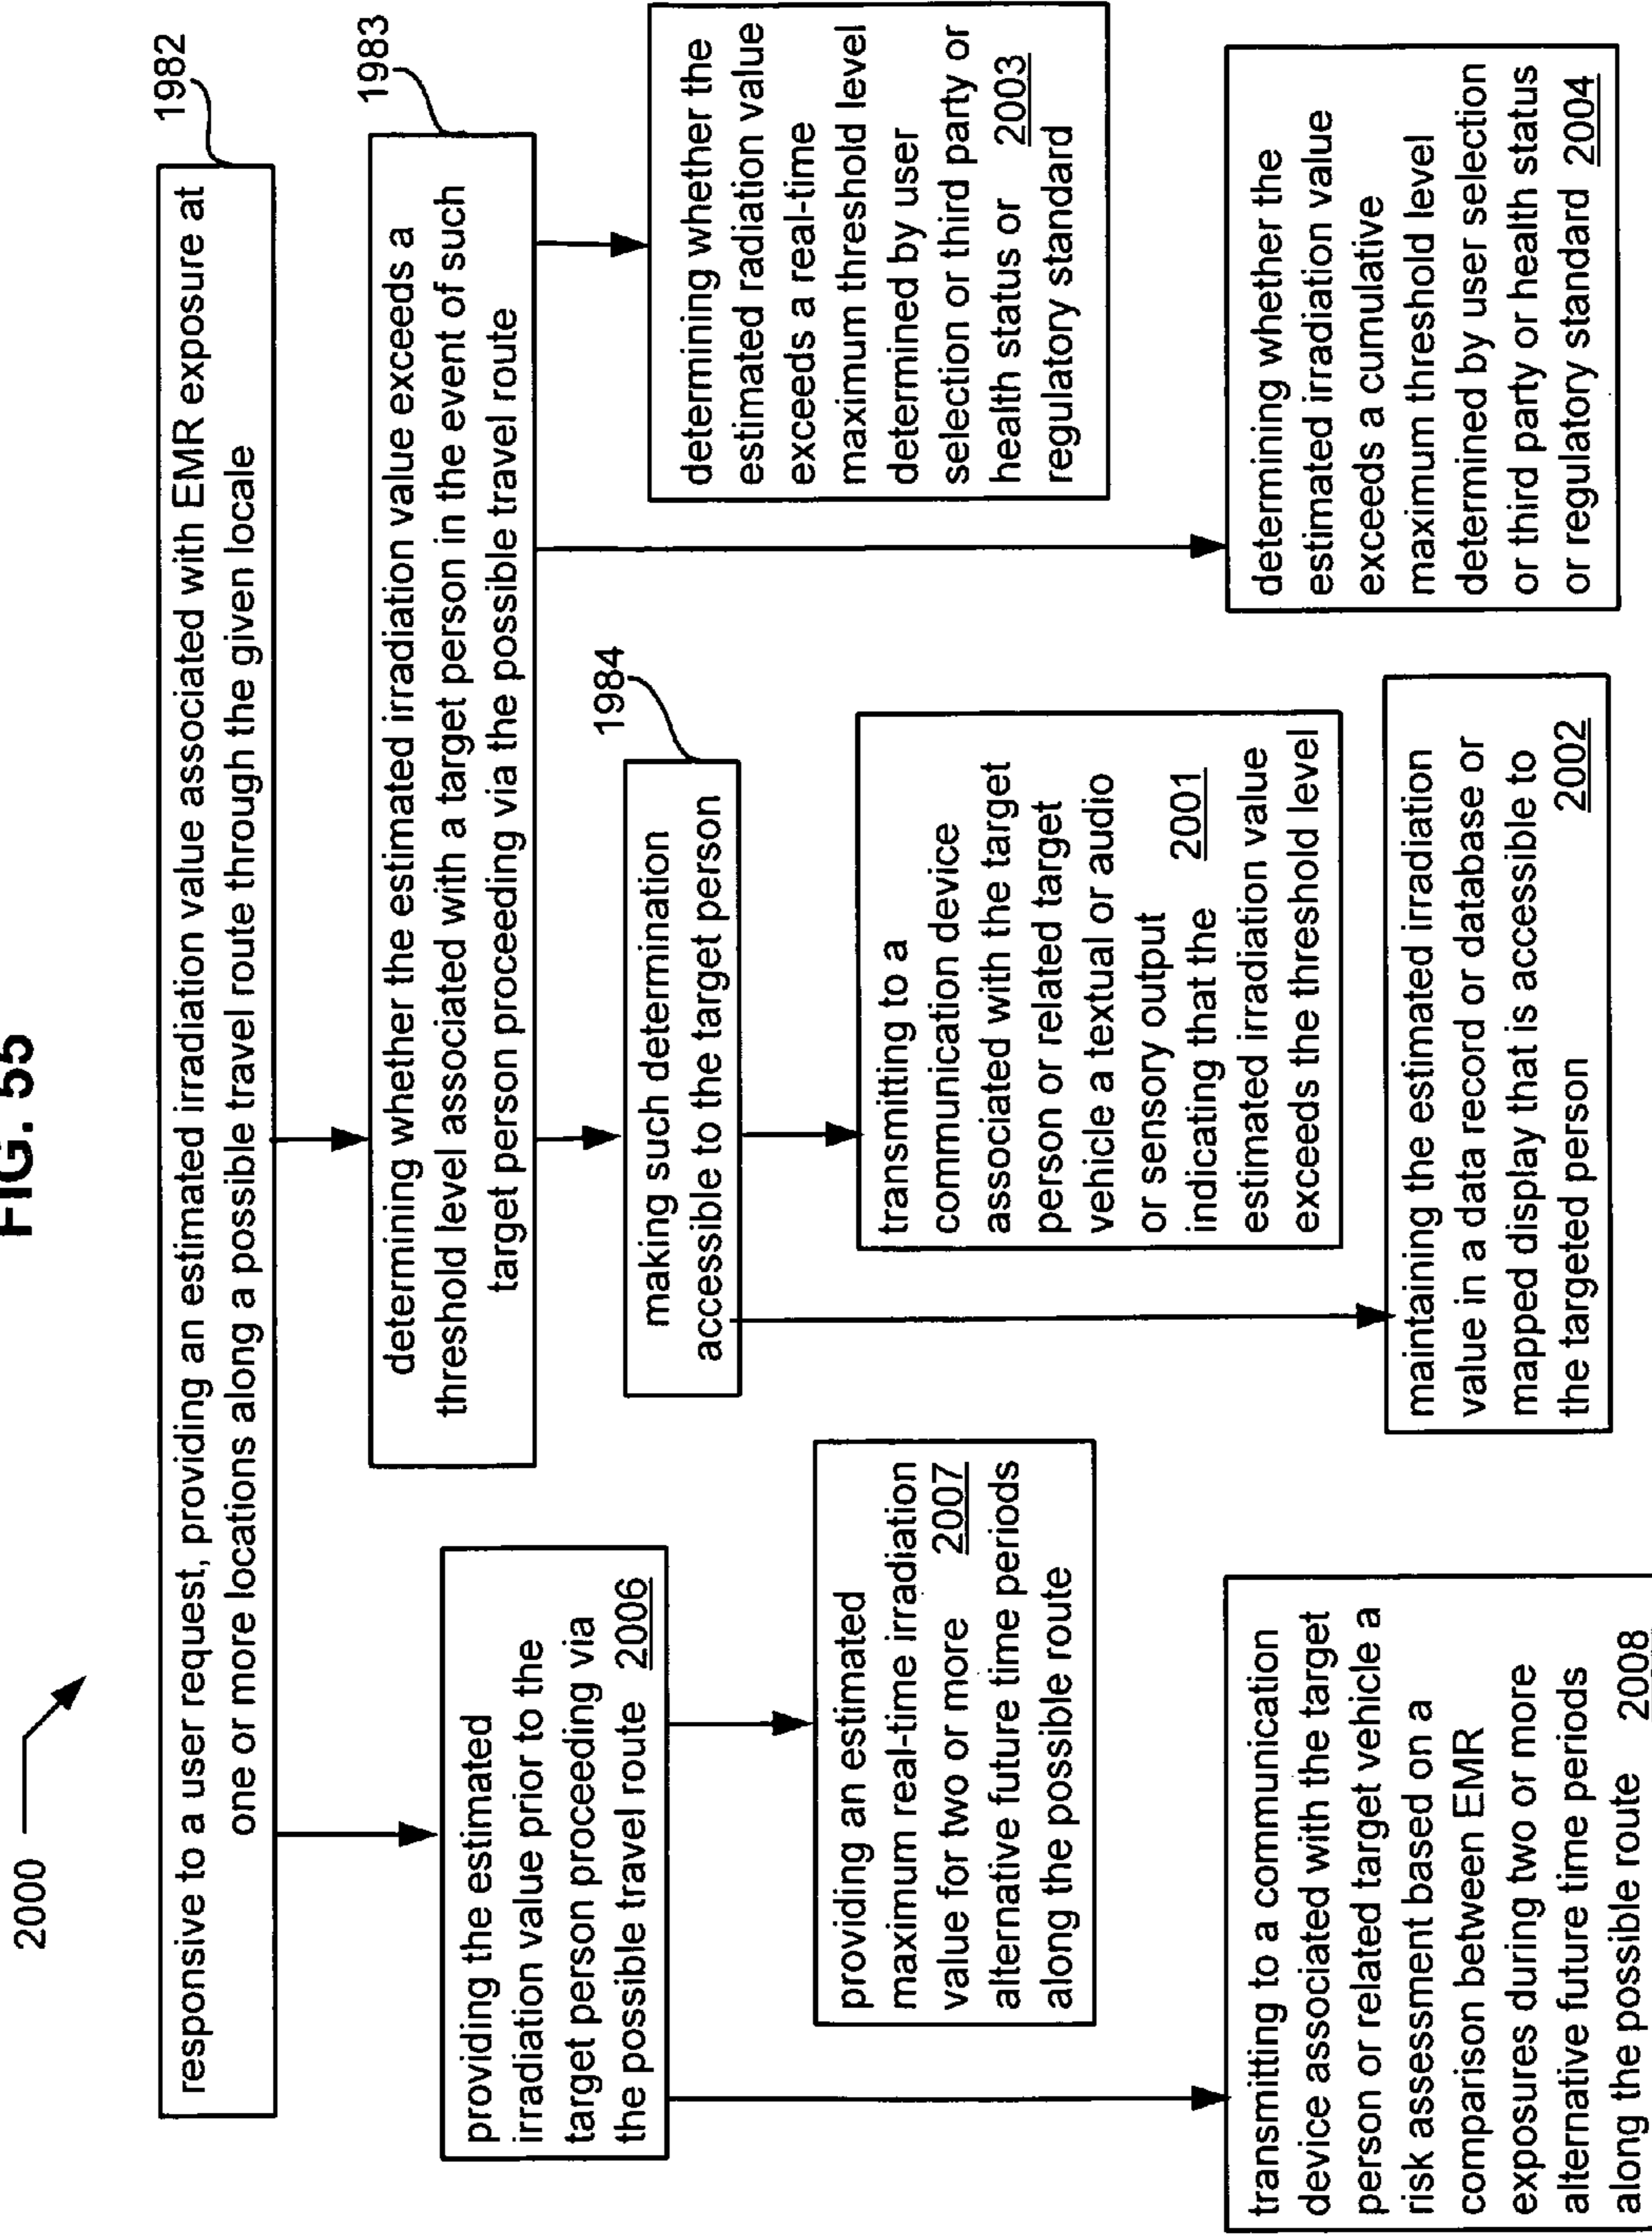 FIG. 55
2000
1982
responsive to a user request, providing an estimated irradiation value associated with EMR exposure at
one or more locations along a possible travel route through the given locale
1983
determining whether the estimated irradiation value exceeds a
threshold level associated with a target person in the event of such
target person proceeding via the possible travel route
providing the estimated
irradiation value prior to the
target person proceeding via
the possible travel route 2006
1984
making such determination
accessible to the target person
determining whether the
estimated radiation value
exceeds a real-time
maximum threshold level
determined by user
selection or third party or
health status or 2003
regulatory standard
providing an estimated
maximum real-time irradiation
value for two or more 2007
alternative future time periods
along the possible route
transmitting to a
communication device
associated with the target
person or related target
vehicle a textual or audio
or sensory output 2001
indicating that the
estimated irradiation value
exceeds the threshold level
transmitting to a communication
device associated with the target
person or related target vehicle a
risk assessment based on a
comparison between EMR
exposures during two or more
alternative future time periods
along the possible route 2008
maintaining the estimated irradiation
value in a data record or database or
mapped display that is accessible to
the targeted person 2002
determining whether the
estimated irradiation value
exceeds a cumulative
maximum threshold level
determined by user selection
or third party or health status
or regulatory standard 2004